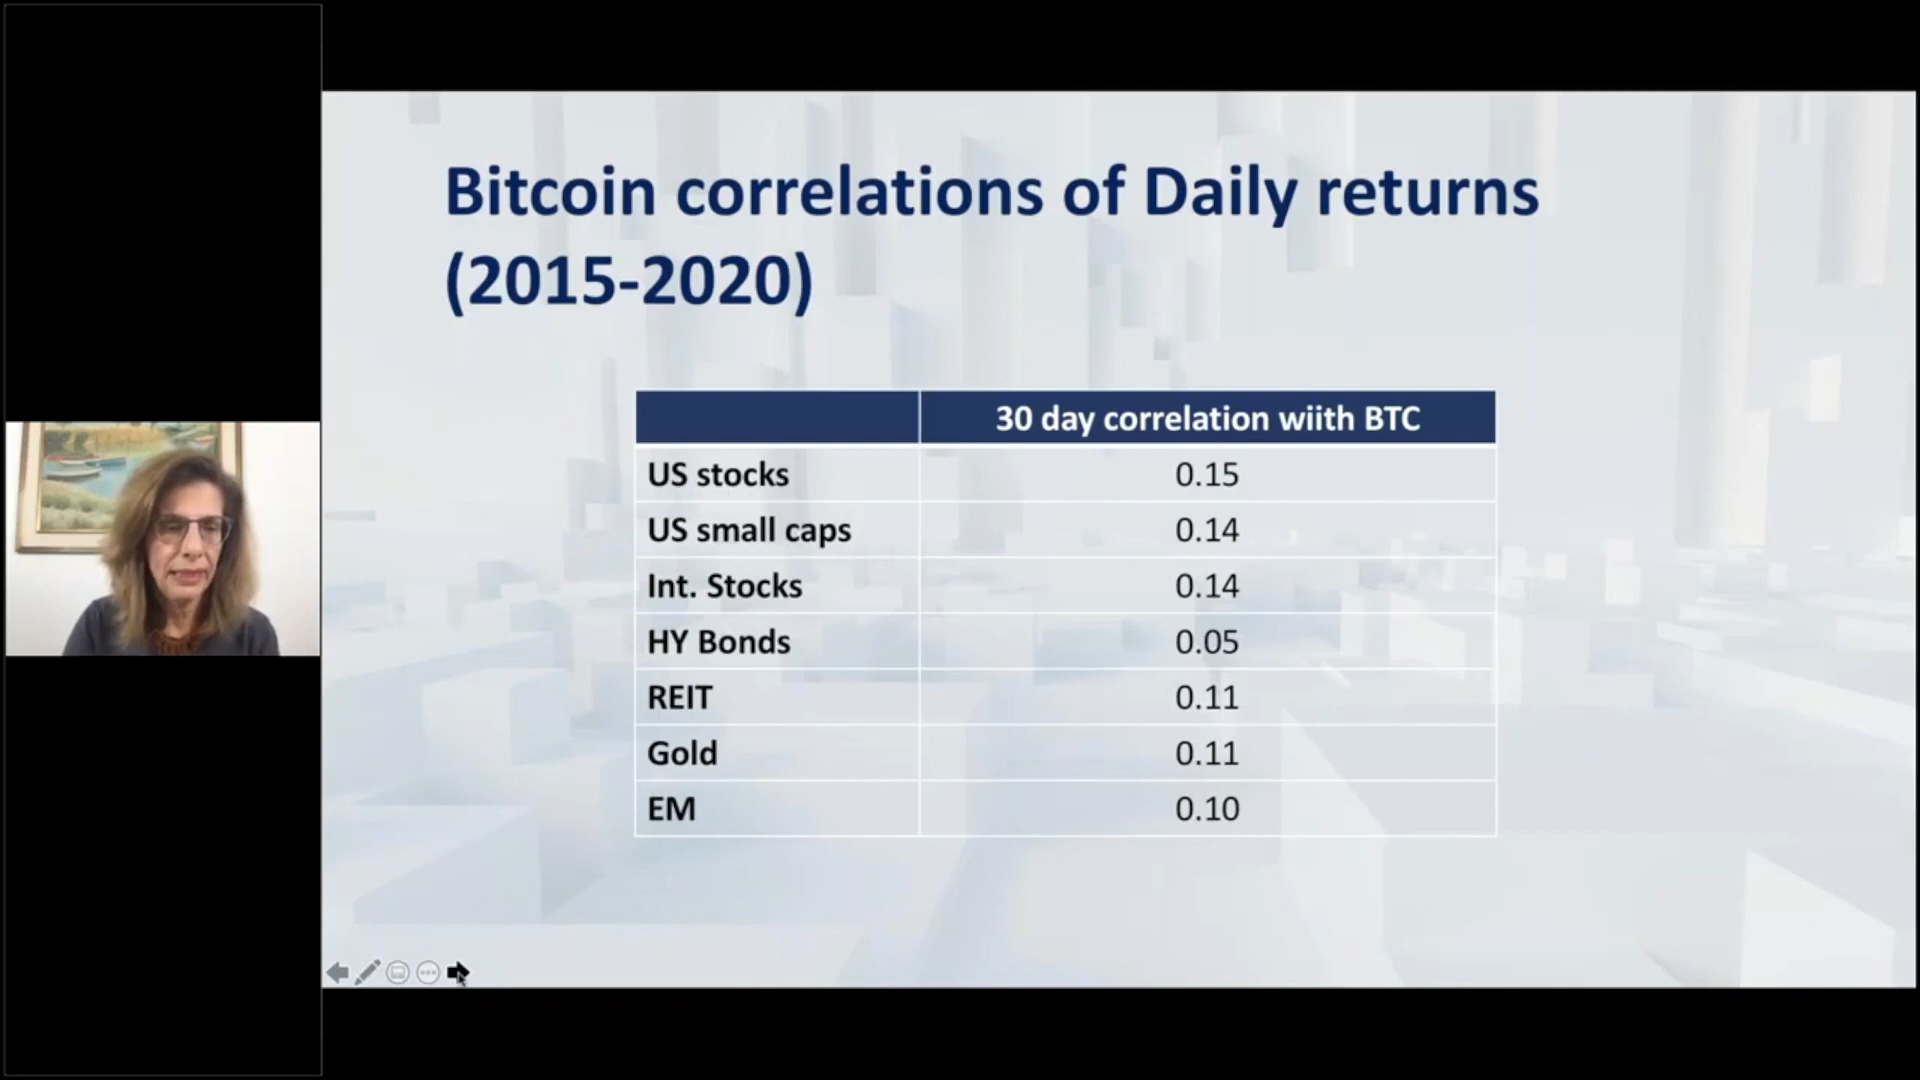 Bitcoin correlations of Daily returns
(2015-2020)
30 day correlation wiith BTC
US stocks 0.15
US small caps 0.14
Int. Stocks 0.14
HY Bonds 0.05
REIT 0.11
Gold 0.11
EM 0.10